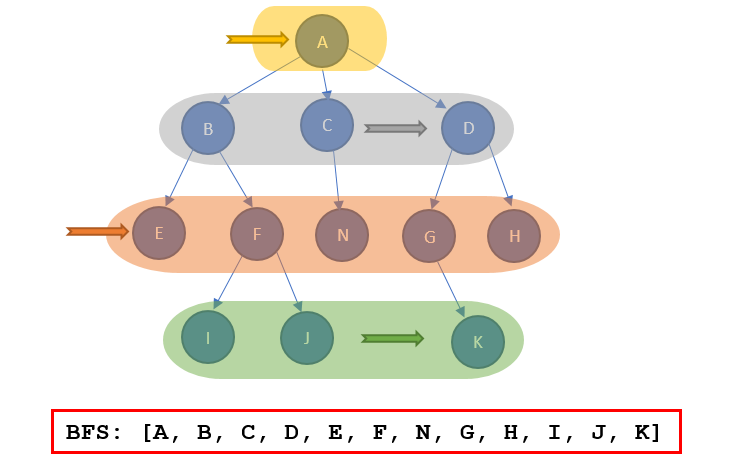 A
B C D
E F N G H
I J K
BFS: [A, B, C, D, E, F, N, G, H, I, J, K]